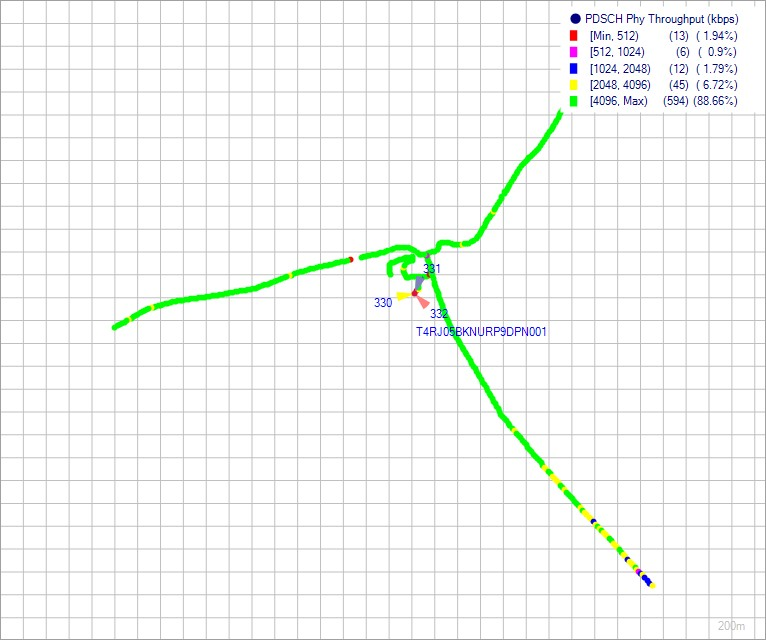 PDSCH Phy Throughput (kbps)
[Min, 512) (13) ( 1.94%)
[512, 1024) (6) ( 0.9%)
[1024, 2048) (12) ( 1.79%)
[2048, 4096) (45) ( 6.72%)
[4096, Max) (594) (88.66%)
331
330
332
T4RJ05BKNURP9DPN001
200m